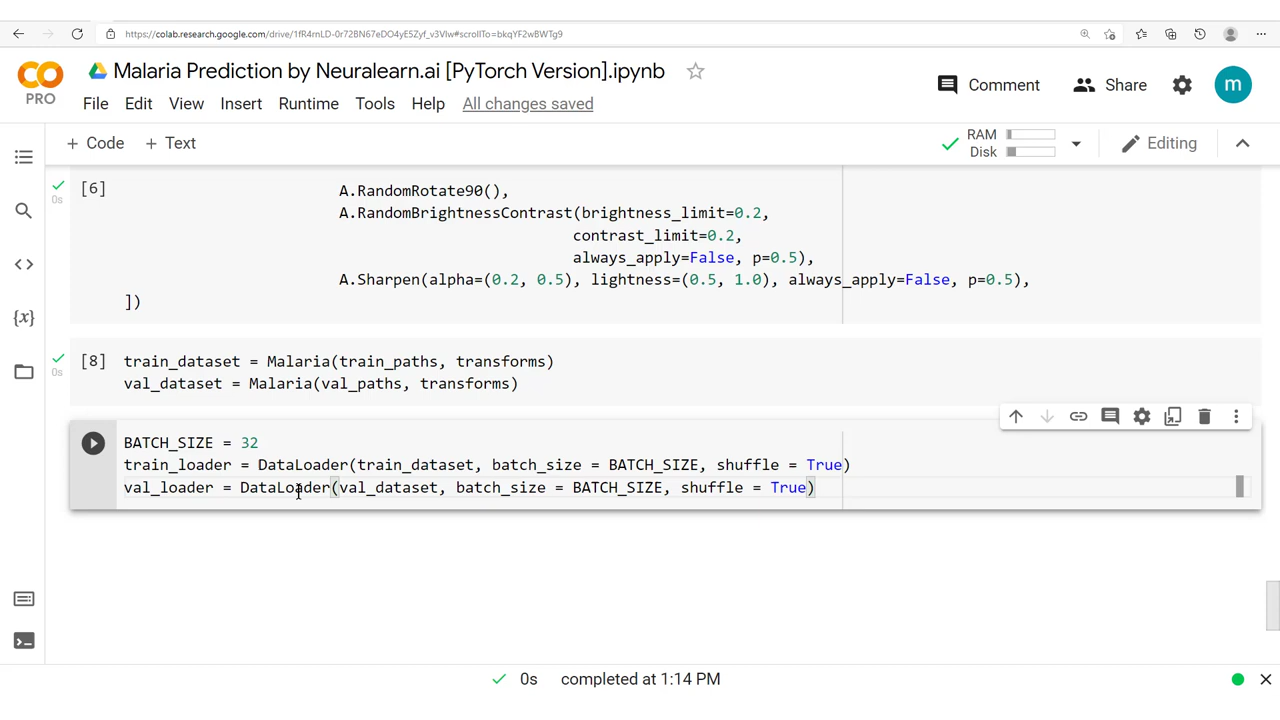 https://colab.research.google.com/drive/1fR4rnLD-0r72BN67eDO4yE5Zyf_v3Vlw#scrollTo=bkqYF2wBWTg9
CO
PRO
Malaria Prediction by Neuralearn.ai [PyTorch Version].ipynb
File Edit View Insert Runtime Tools Help All changes saved
Comment Share m
+ Code + Text
RAM
Disk
Editing
[6]
0s
A.RandomRotate90(),
A.RandomBrightnessContrast(brightness_limit=0.2,
contrast_limit=0.2,
always_apply=False, p=0.5),
A.Sharpen(alpha=(0.2, 0.5), lightness=(0.5, 1.0), always_apply=False, p=0.5),
])
[8]
0s
train_dataset = Malaria(train_paths, transforms)
val_dataset = Malaria(val_paths, transforms)
BATCH_SIZE = 32
train_loader = DataLoader(train_dataset, batch_size = BATCH_SIZE, shuffle = True)
val_loader = DataLoader(val_dataset, batch_size = BATCH_SIZE, shuffle = True)
0s completed at 1:14 PM